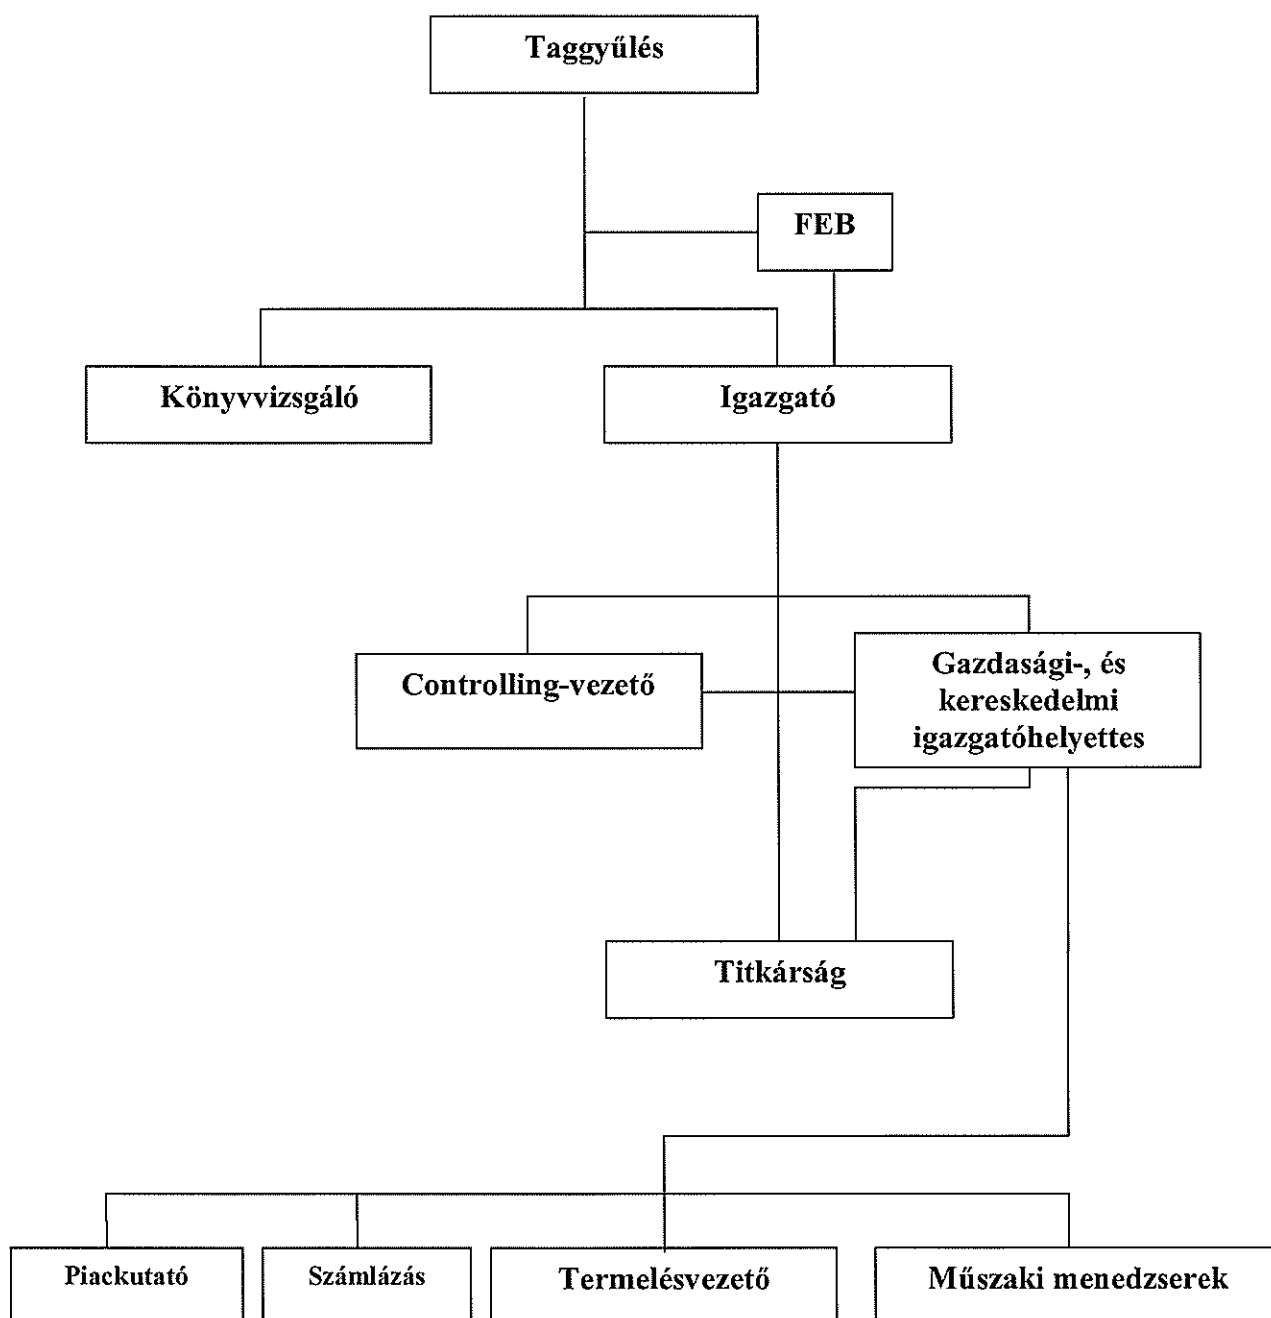 Taggyűlés
FEB
Könyvvizsgáló
Igazgató
Controlling-vezető
Gazdasági-, és
kereskedelmi
igazgatóhelyettes
Titkárság
Piackutató
Számlázás
Termelésvezető
Műszaki menedzserek